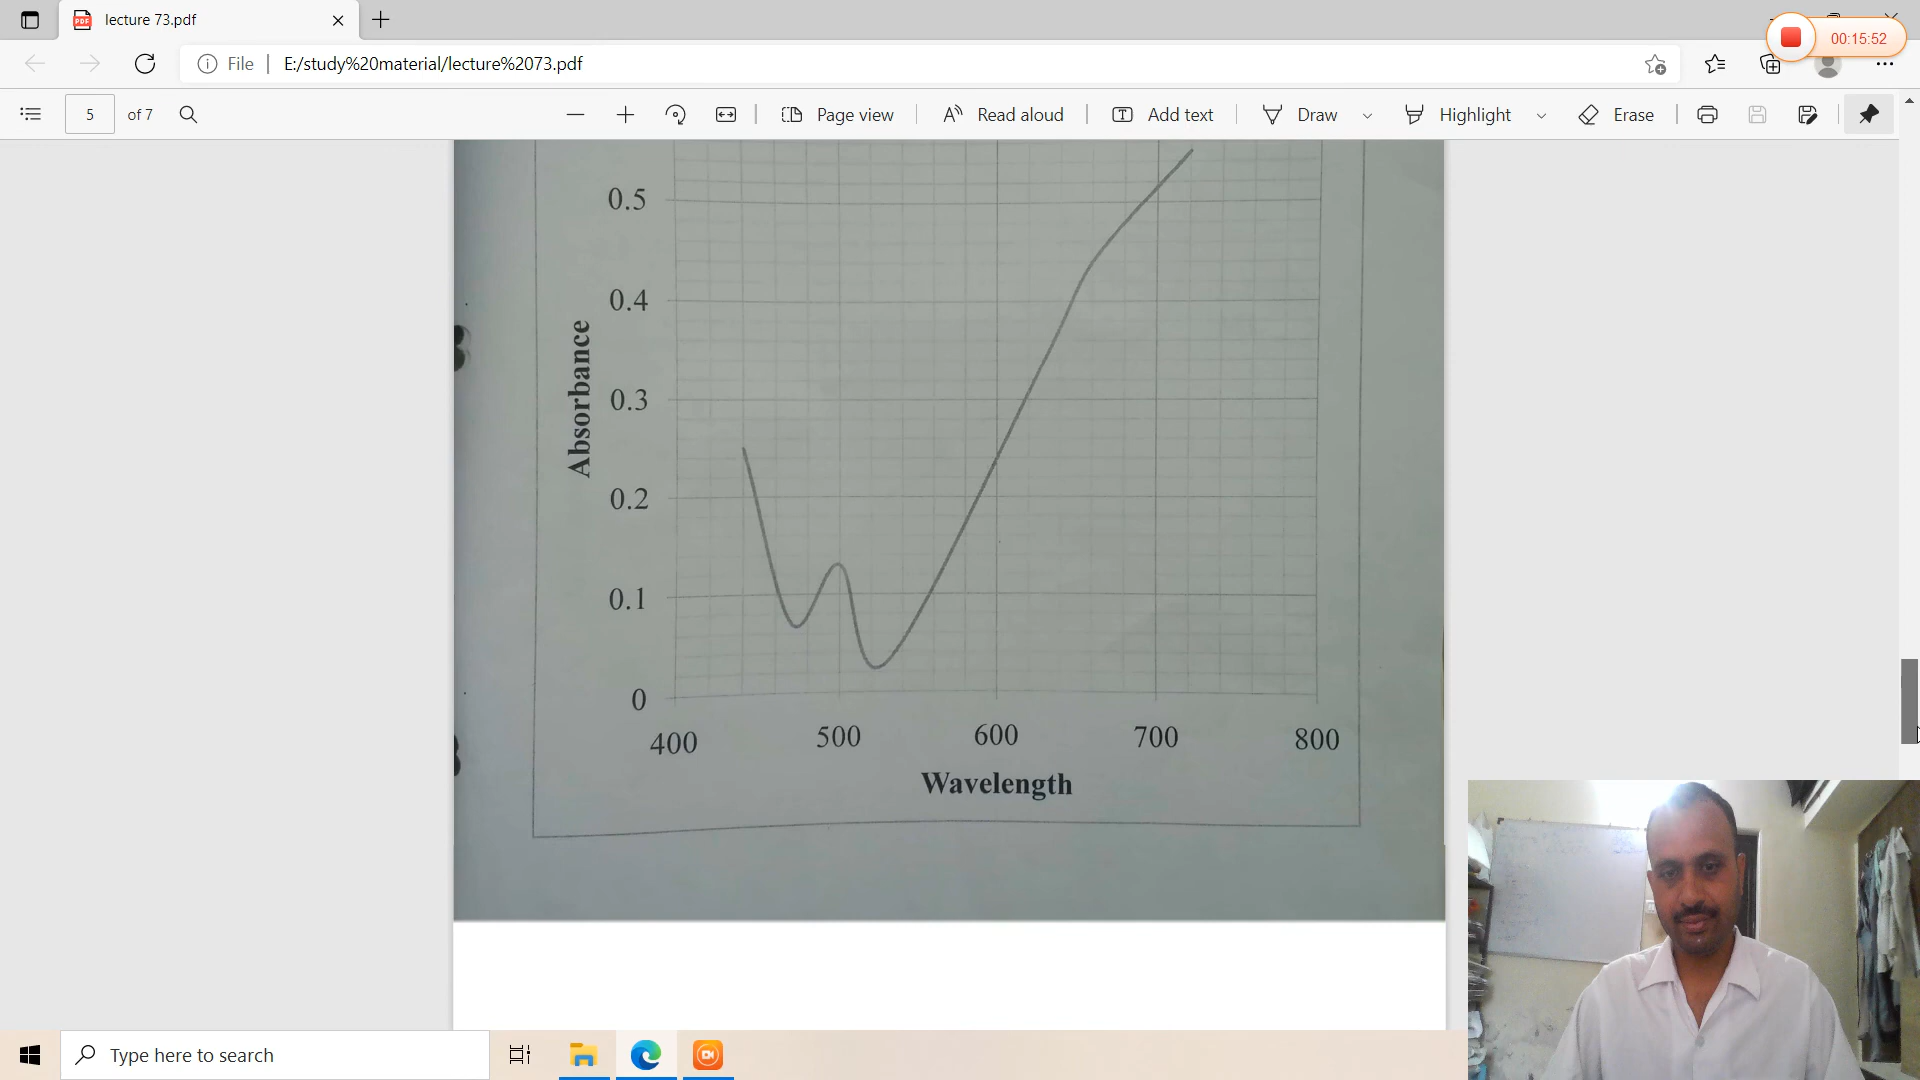 lecture 73.pdf
00:15:52
File
E:/study%20material/lecture%2073.pdf
5 of 7
Page view
Read aloud
Add text
Draw
Highlight
Erase
0.5
0.4
0.3
0.2
0.1
0
Absorbance
400 500 600 700 800
Wavelength
Type here to search